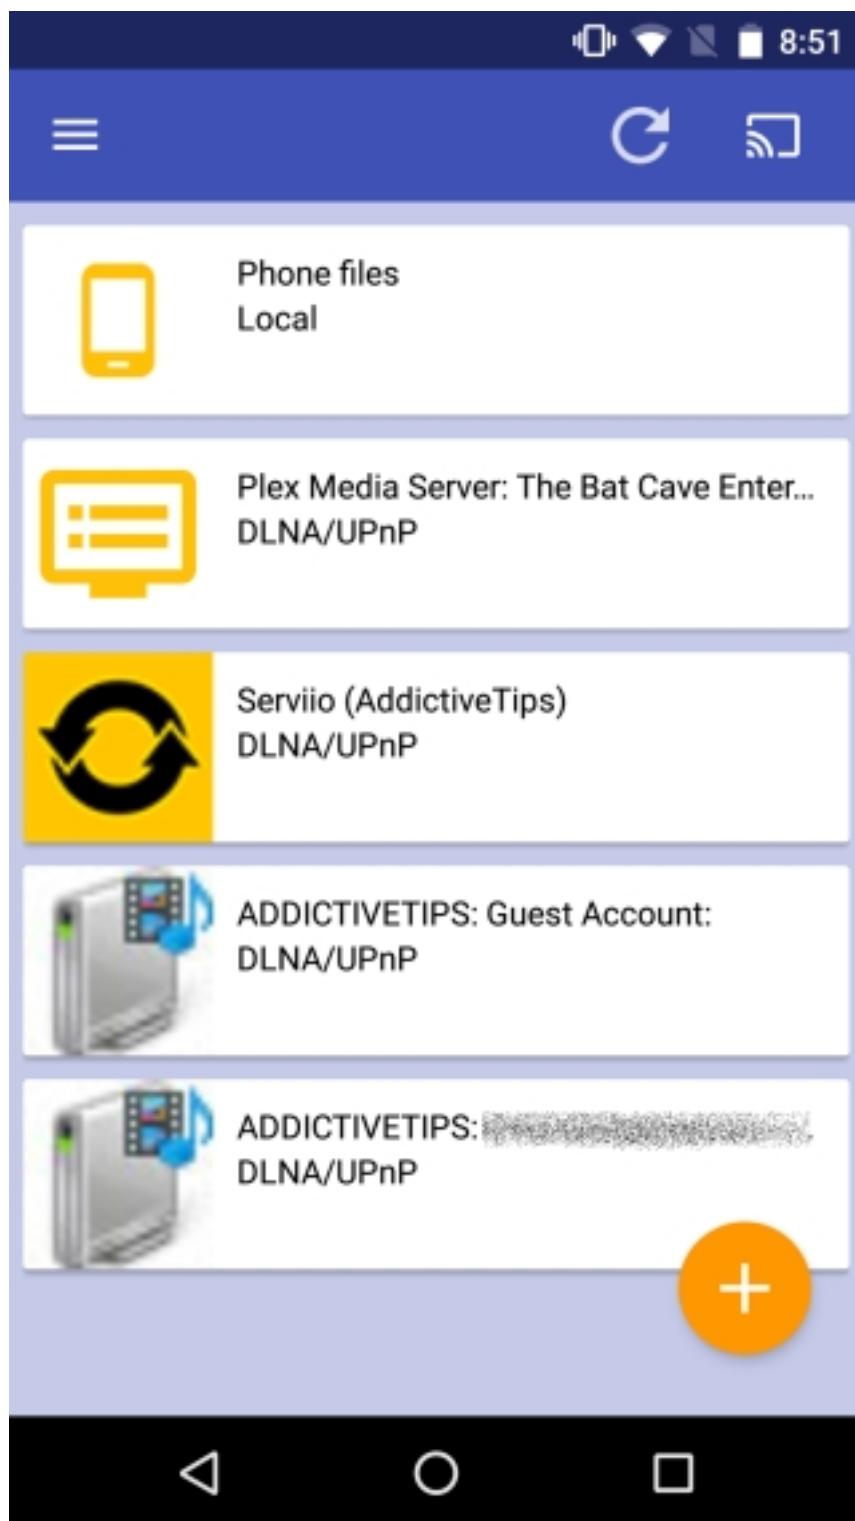 8:51
Phone files
Local
Plex Media Server: The Bat Cave Enter...
DLNA/UPnP
Serviio (AddictiveTips)
DLNA/UPnP
ADDICTIVETIPS: Guest Account:
DLNA/UPnP
ADDICTIVETIPS:
DLNA/UPnP